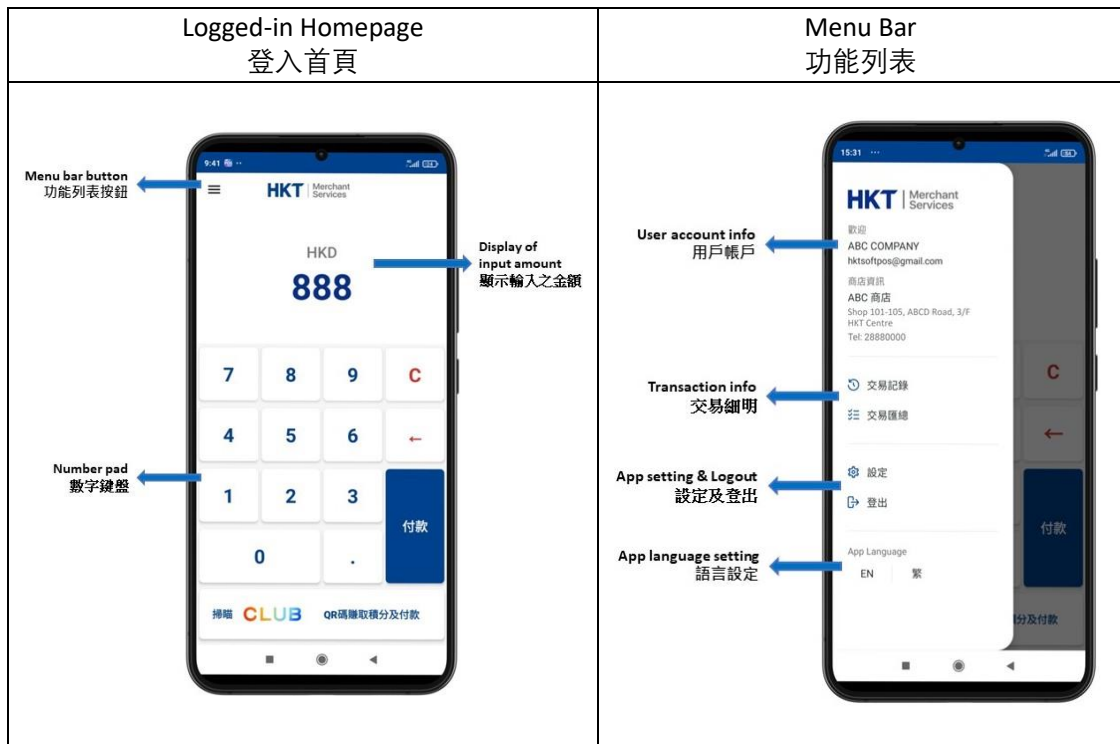 Logged-in Homepage
登入首頁
Menu Bar
功能列表
Menu bar button
功能列表按鈕
Display of
input amount
顯示輸入之金額
Number pad
數字鍵盤
9:41
HKT | Merchant
Services
HKD
888
7 8 9 C
4 5 6 ←
1 2 3
付款
0 .
掃瞄 CLUB QR碼賺取積分及付款
User account info
用戶帳戶
Transaction info
交易細明
App setting & Logout
設定及登出
App language setting
語言設定
15:31
HKT | Merchant
Services
歡迎
ABC COMPANY
hktsoftpos@gmail.com
商店資訊
ABC 商店
Shop 101-105, ABCD Road, 3/F
HKT Centre
Tel: 28880000
交易記錄
交易匯總
設定
登出
App Language
EN 繁
C
←
付款
分及付款